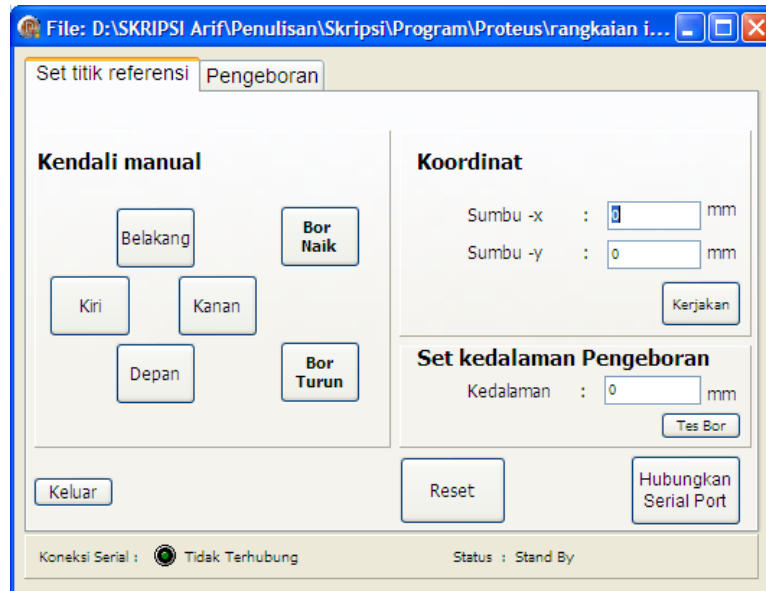 File: D:\SKRIPSI Arif\Penulisan\Skripsi\Program\Proteus\rangkaian i...
Set titik referensi Pengeboran
Kendali manual
Belakang
Bor
Naik
Kiri
Kanan
Depan
Bor
Turun
Koordinat
Sumbu -x : 0 mm
Sumbu -y : 0 mm
Kerjakan
Set kedalaman Pengeboran
Kedalaman : 0 mm
Tes Bor
Keluar
Reset
Hubungkan
Serial Port
Koneksi Serial : Tidak Terhubung Status : Stand By